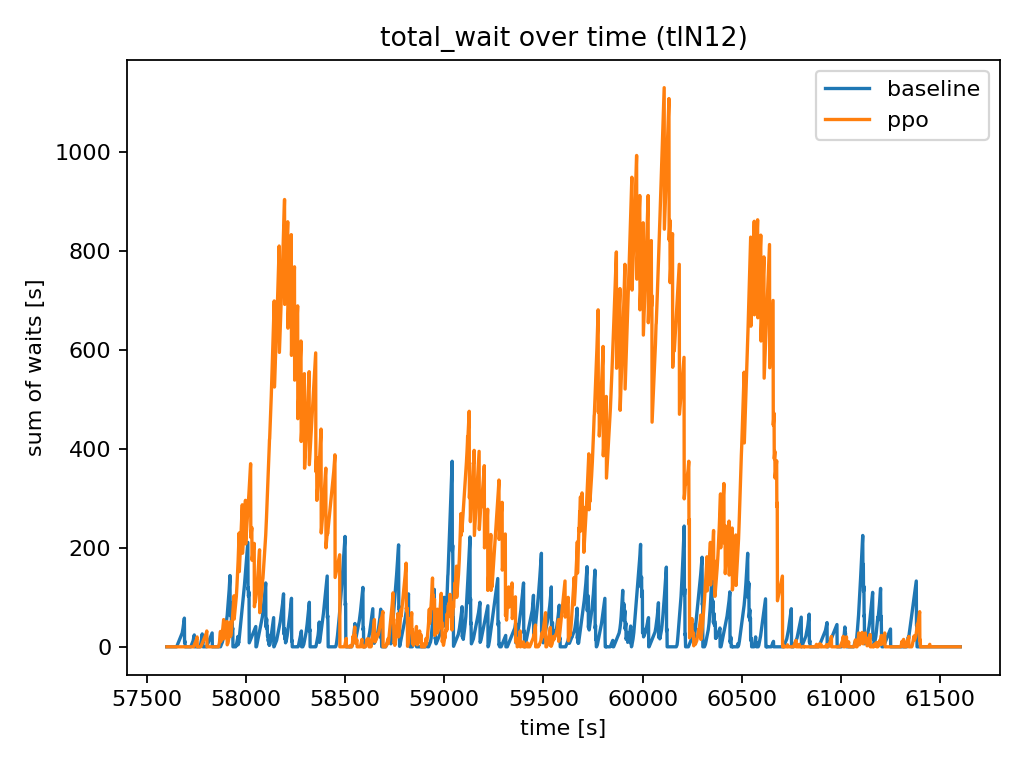 total_wait over time (tlN12)
baseline
ppo
sum of waits [s]
1000
800
600
400
200
0
57500 58000 58500 59000 59500 60000 60500 61000 61500
time [s]